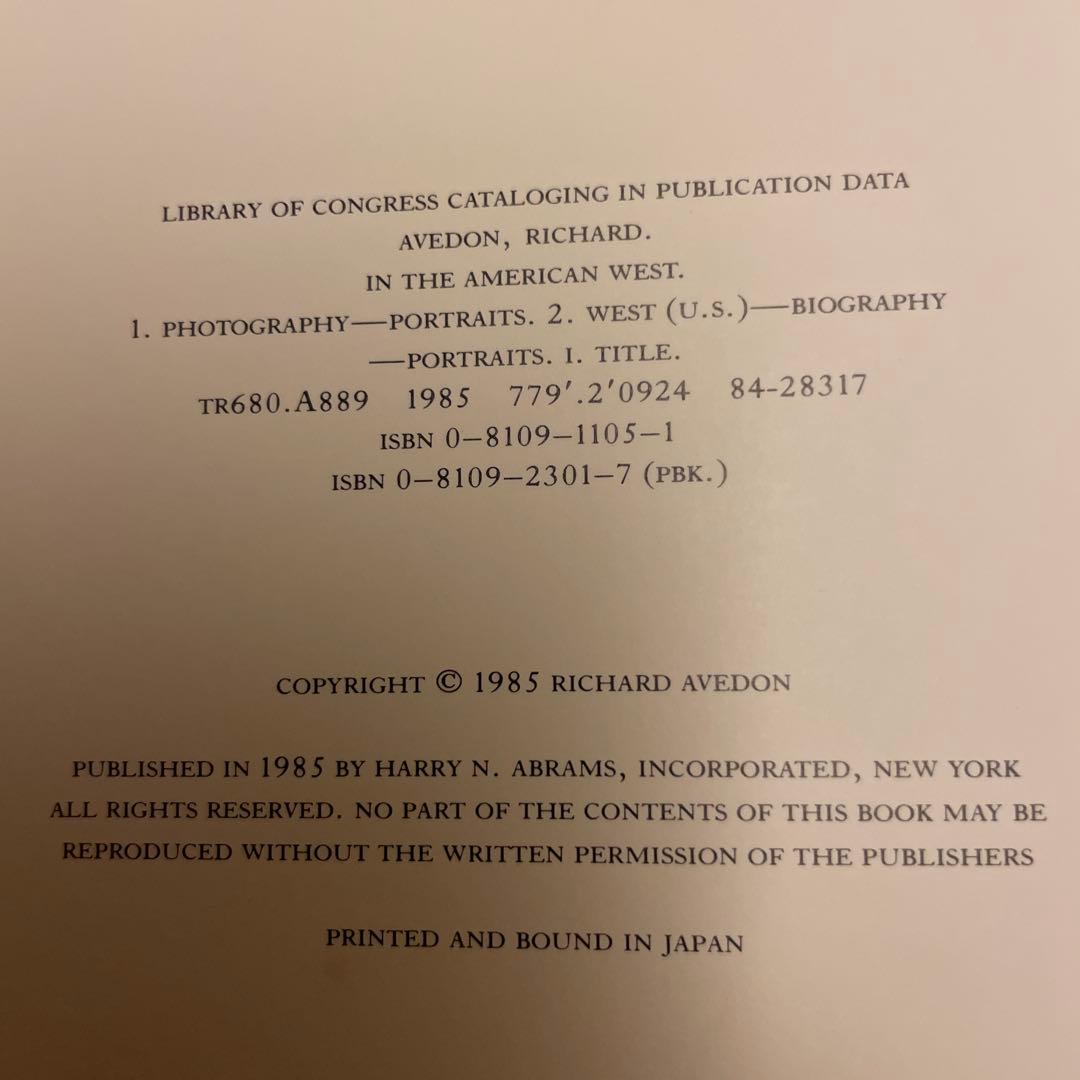 LIBRARY OF CONGRESS CATALOGING IN PUBLICATION DATA
AVEDON, RICHARD.
IN THE AMERICAN WEST.
1. PHOTOGRAPHY—PORTRAITS. 2. WEST (U.S.)—BIOGRAPHY
—PORTRAITS. I. TITLE.
TR680.A889 1985 779′.2′0924 84-28317
ISBN 0–8109–1105–1
ISBN 0–8109–2301–7 (PBK.)
COPYRIGHT © 1985 RICHARD AVEDON
PUBLISHED IN 1985 BY HARRY N. ABRAMS, INCORPORATED, NEW YORK
ALL RIGHTS RESERVED. NO PART OF THE CONTENTS OF THIS BOOK MAY BE
REPRODUCED WITHOUT THE WRITTEN PERMISSION OF THE PUBLISHERS
PRINTED AND BOUND IN JAPAN